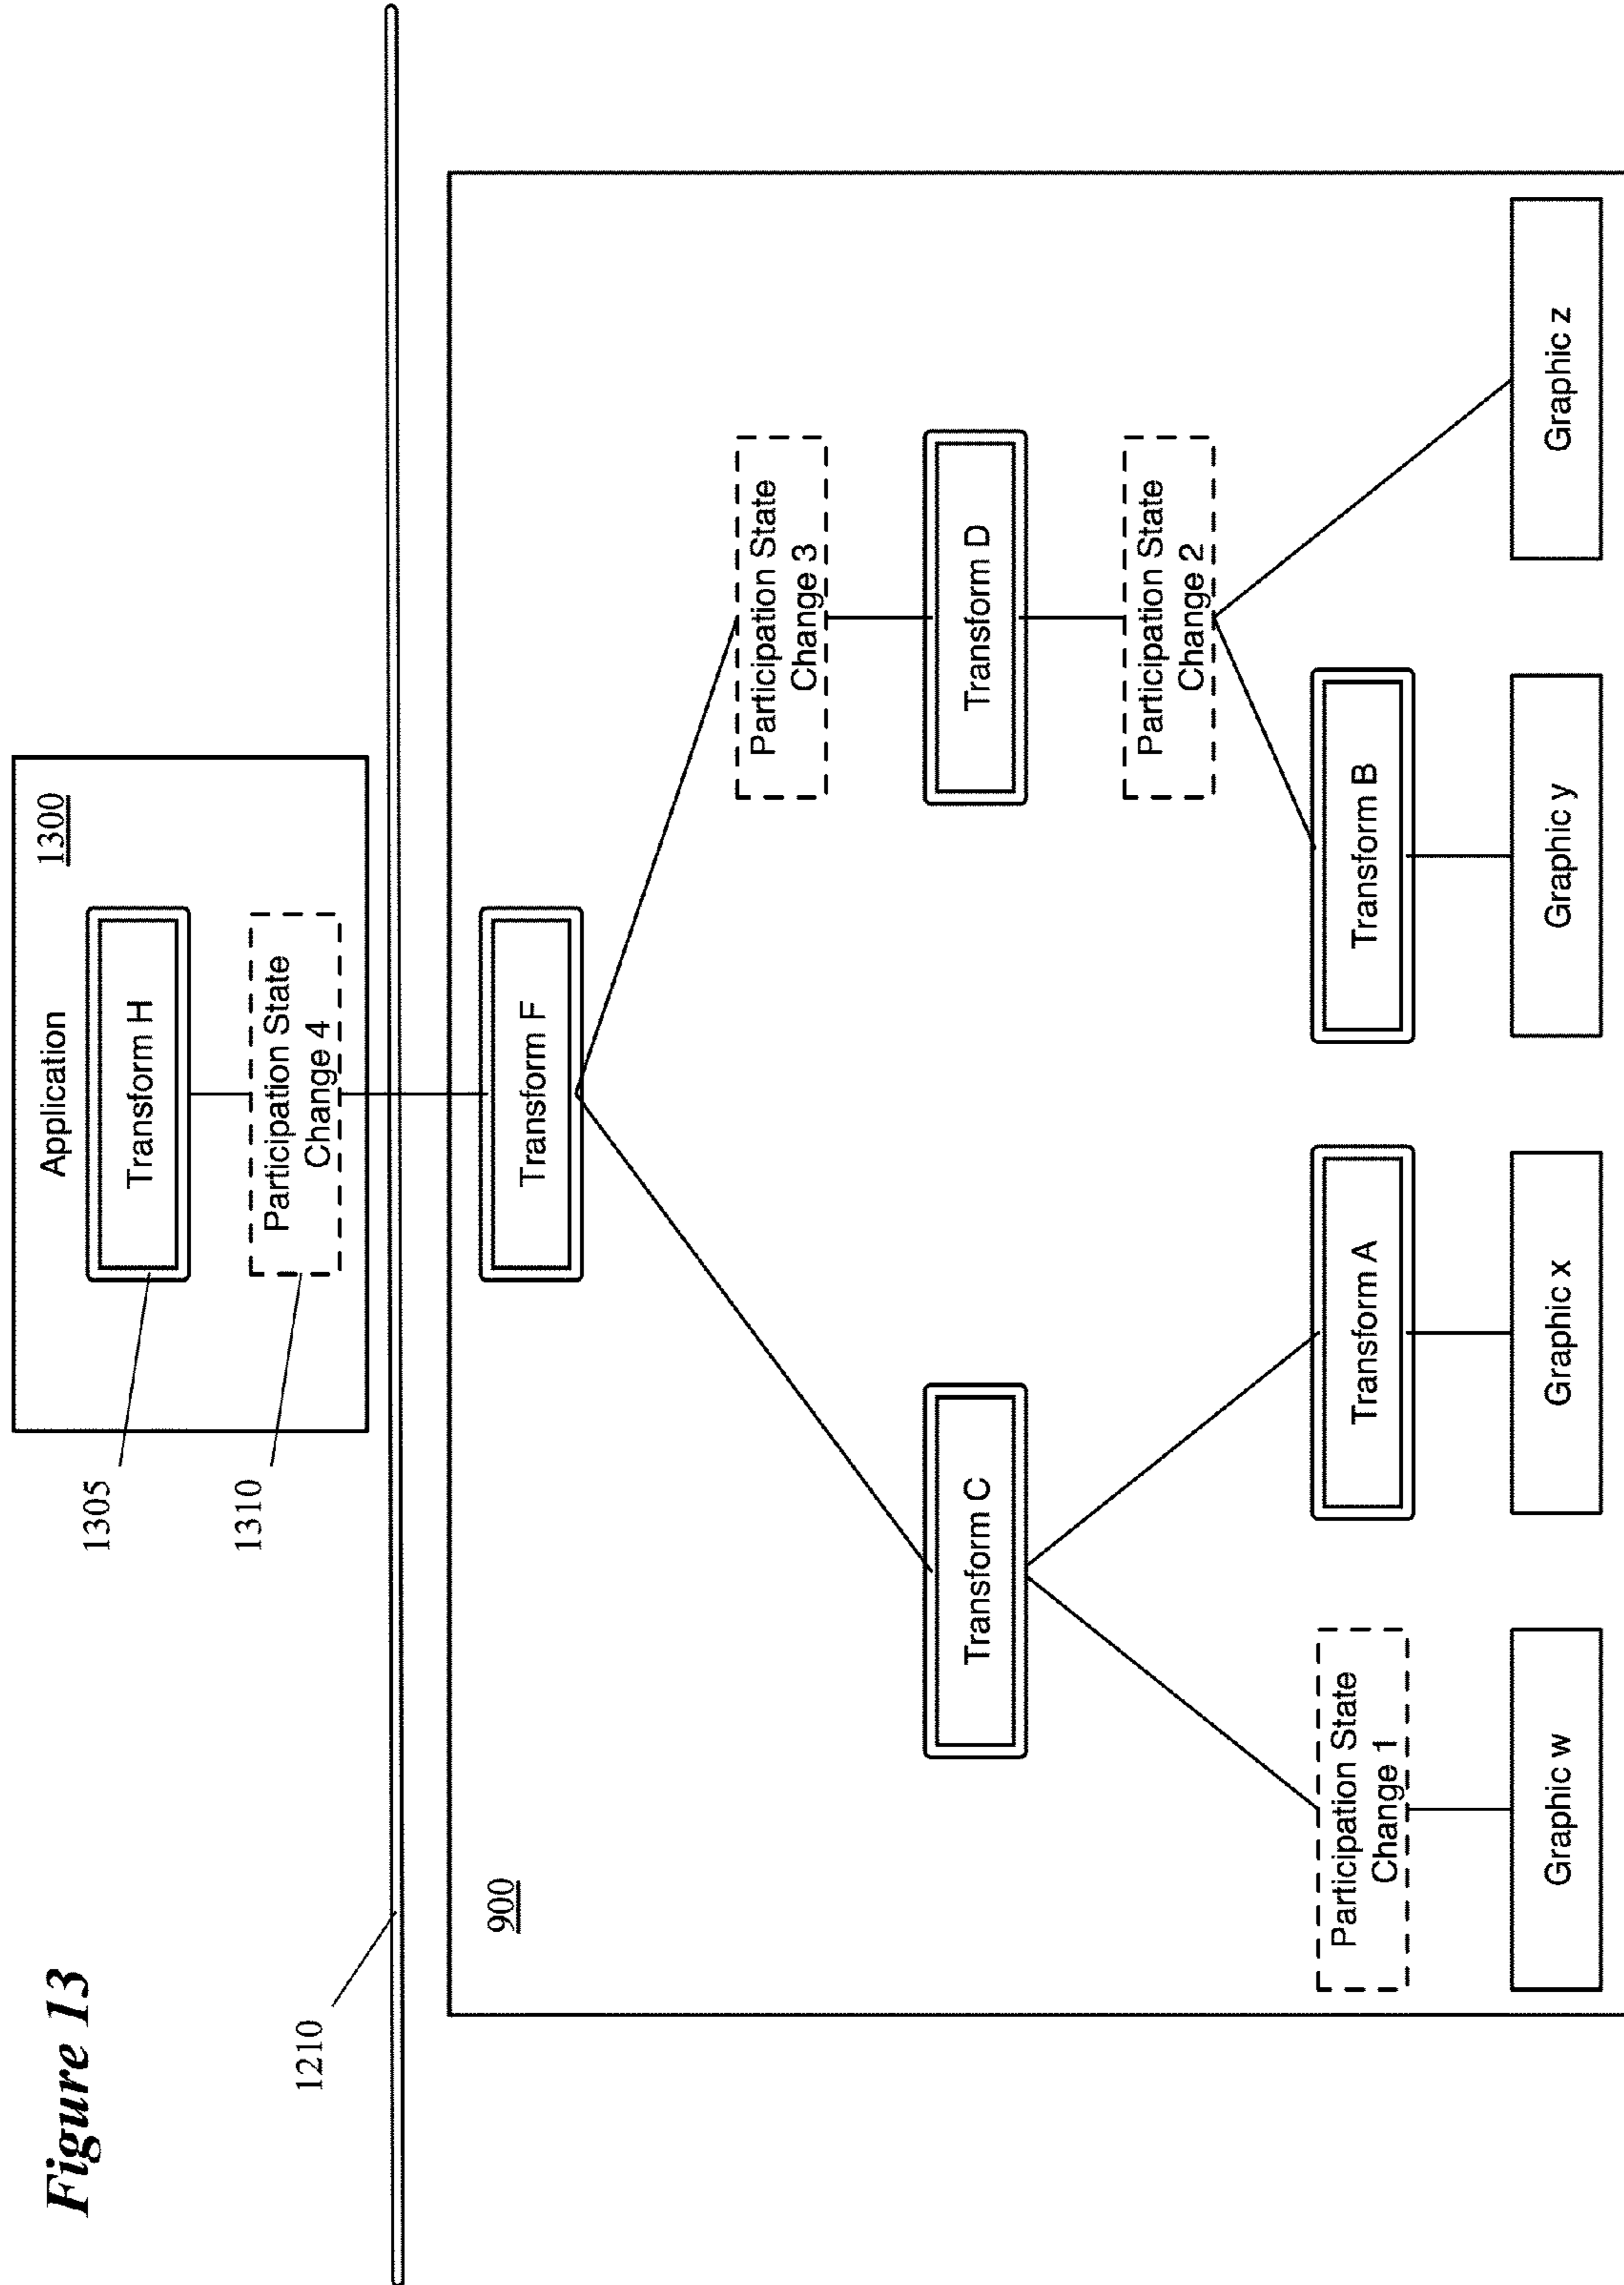 Figure 13
Application
1300
Transform H
1305
Participation State
Change 4
1310
1210
900
Transform F
Participation State
Change 3
Transform C
Transform D
Participation State
Change 2
Participation State
Change 1
Transform A
Transform B
Graphic w
Graphic x
Graphic y
Graphic z